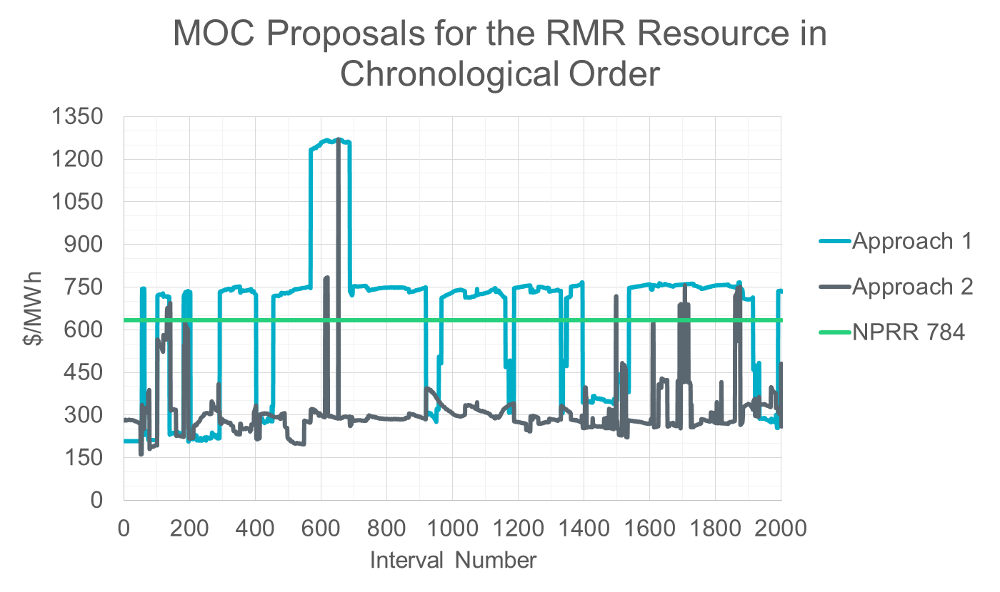 MOC Proposals for the RMR Resource in
Chronological Order
1350
1200
1050
900
750
600
450
300
150
0
$/MWh
0 200 400 600 800 1000 1200 1400 1600 1800 2000
Interval Number
Approach 1
Approach 2
NPRR 784